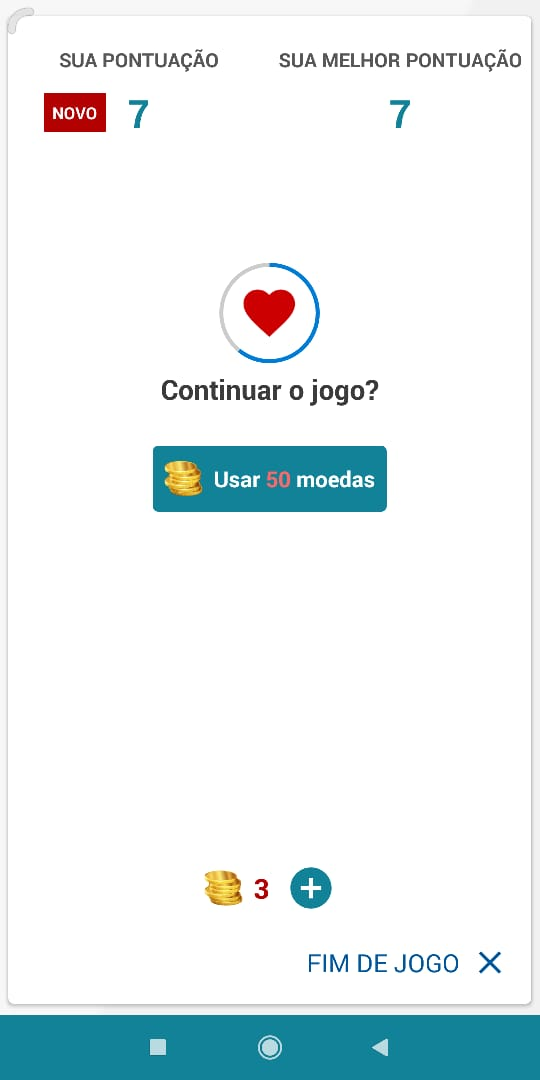 SUA PONTUAÇÃO
SUA MELHOR PONTUAÇÃO
NOVO 7
7
Continuar o jogo?
Usar 50 moedas
3
FIM DE JOGO